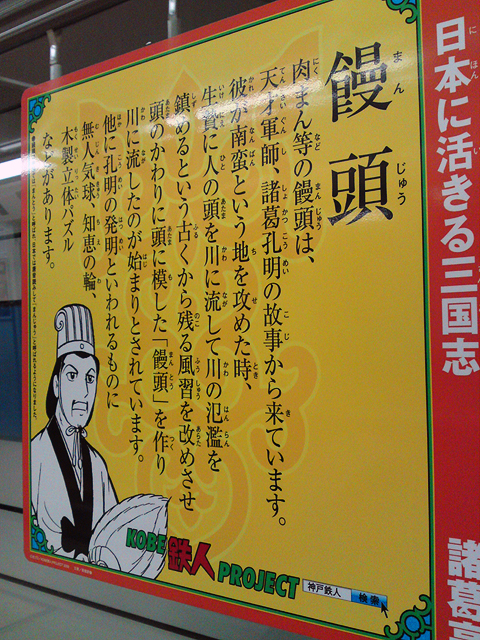 日本に活きる三国志
饅頭
まんじゅう
肉まん等の饅頭は、
天才軍師、諸葛孔明の故事から来ています。
彼が南蛮という地を攻めた時、
生贄に人の頭を川に流して川の氾濫を
鎮めるという古くから残る風習を改めさせ
頭のかわりに頭に模した「饅頭」を作り
川に流したのが始まりとされています。
他に孔明の発明といわれるものに
無人気球、知恵の輪、
木製立体パズル
などがあります。
KOBE 鉄人 PROJECT
神戸鉄人 検索
諸葛